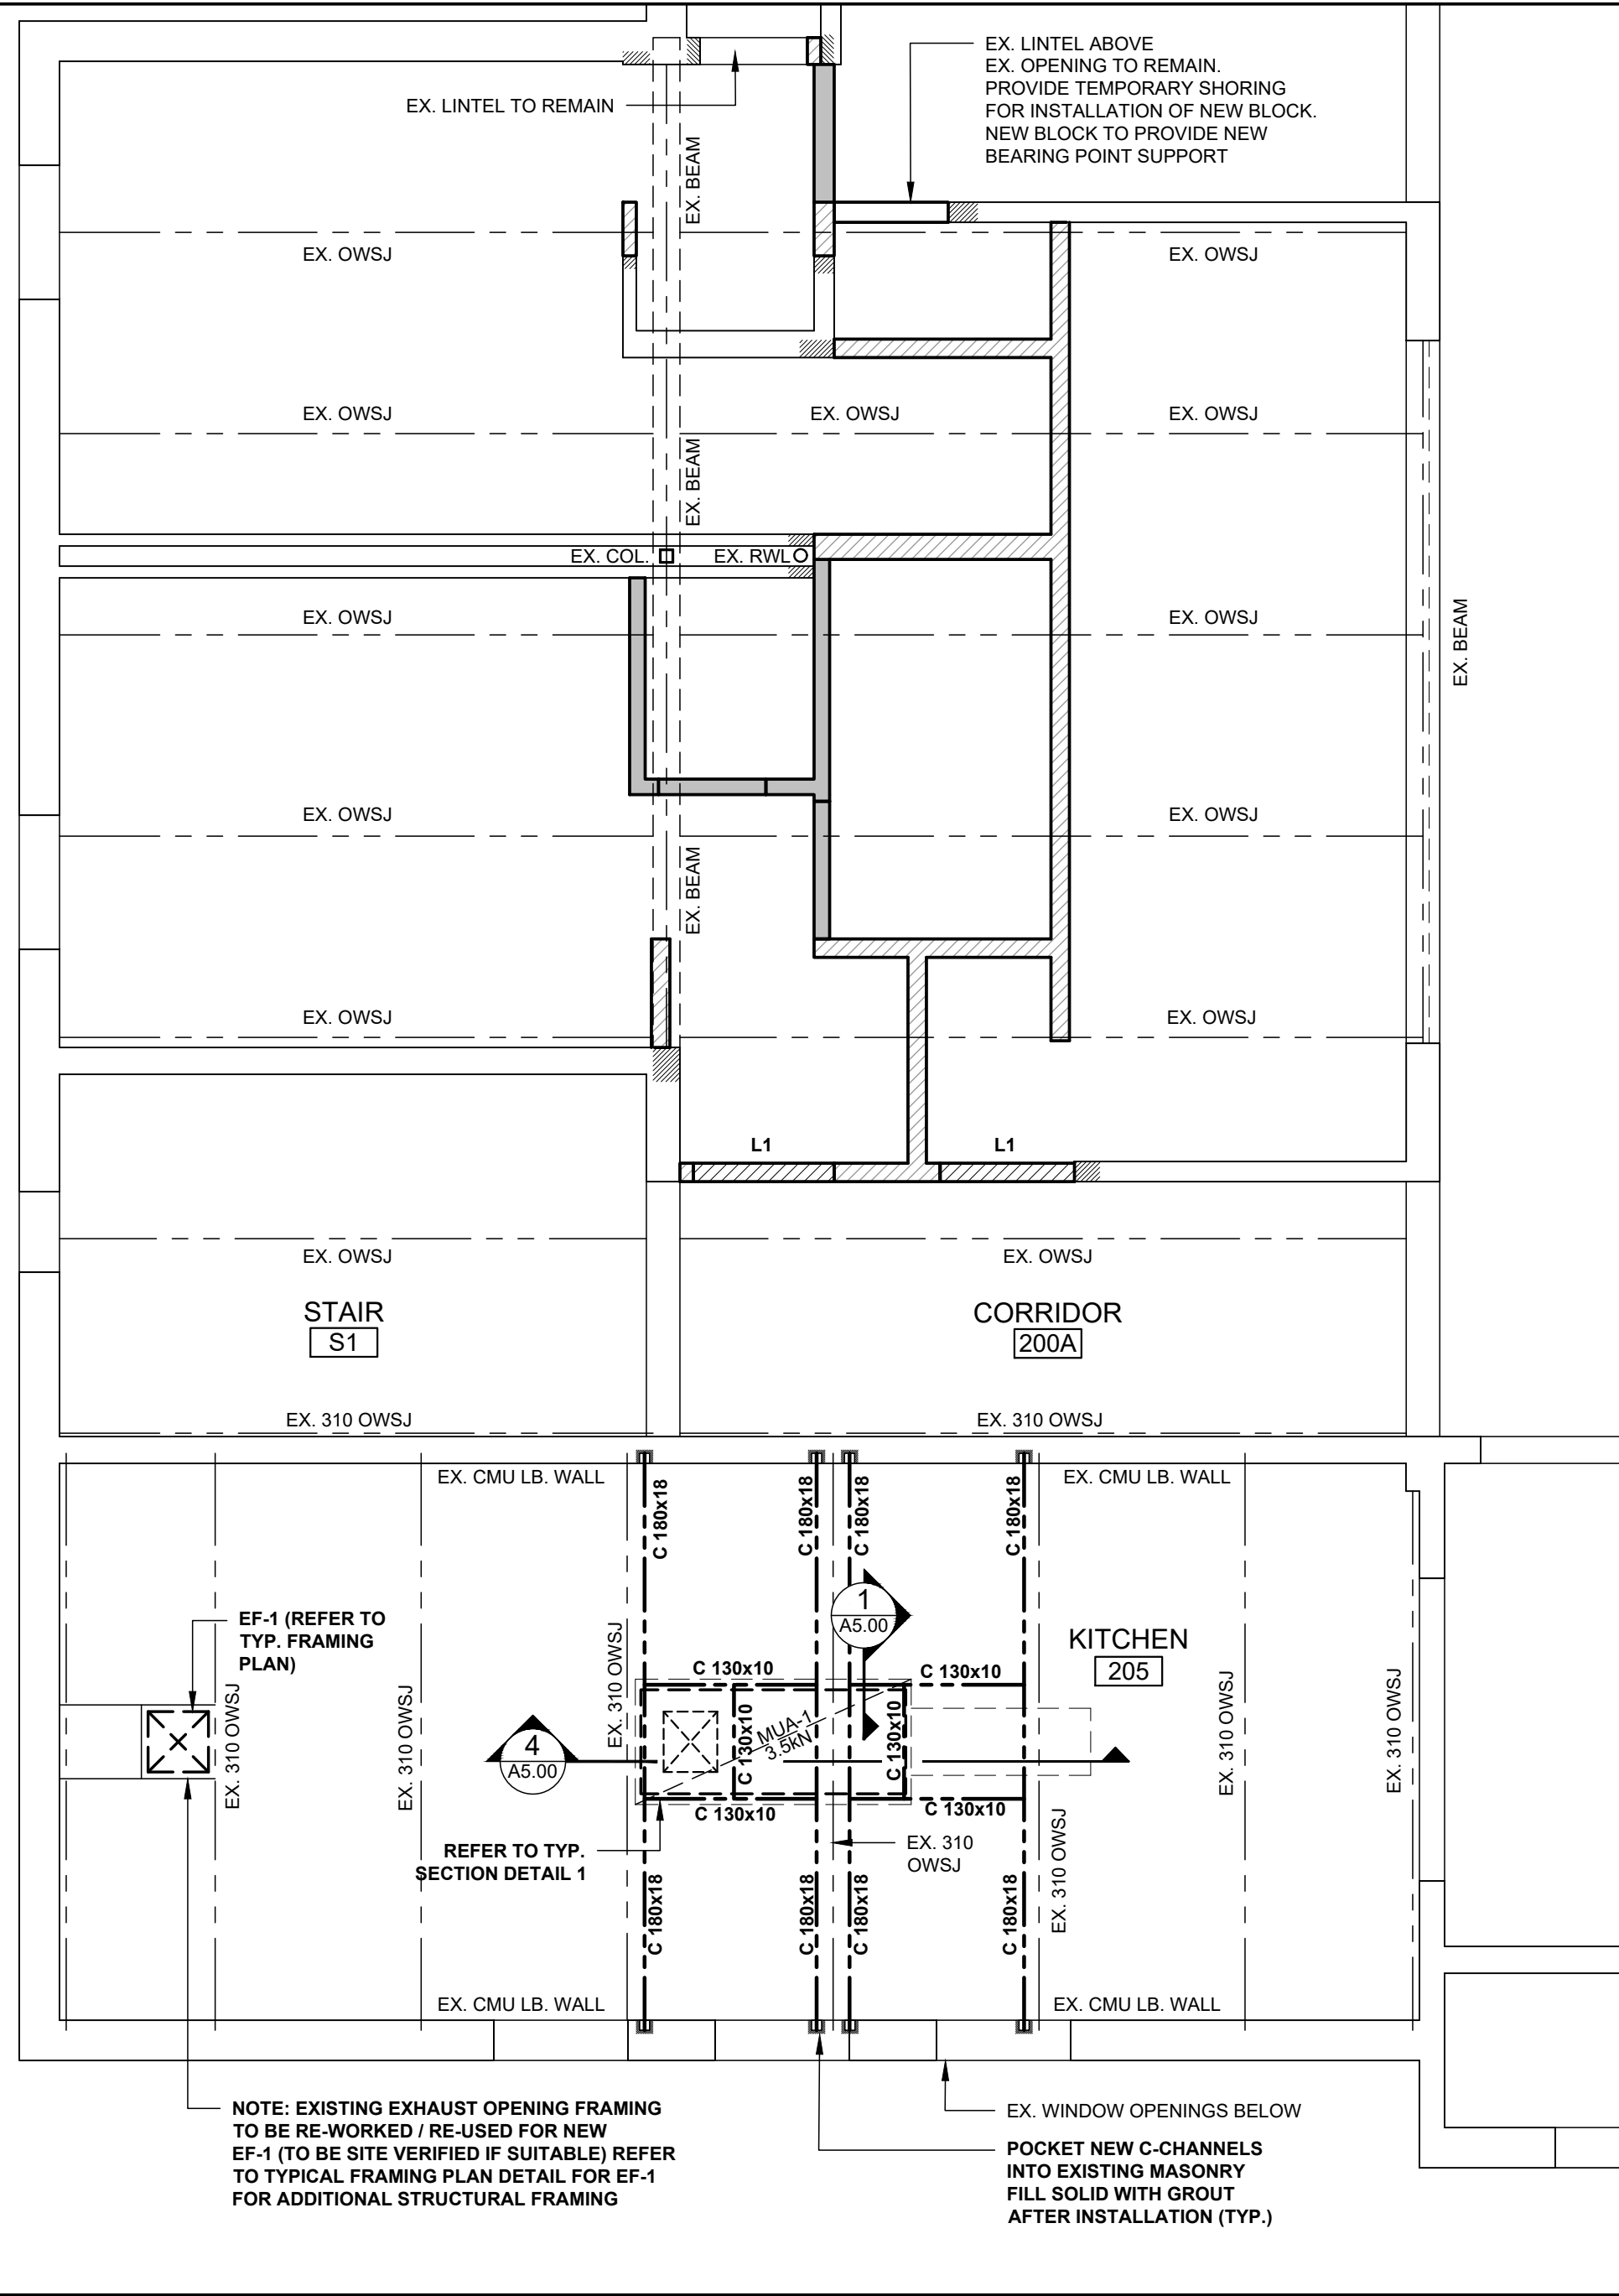 EX. LINTEL ABOVE
EX. OPENING TO REMAIN.
PROVIDE TEMPORARY SHORING
FOR INSTALLATION OF NEW BLOCK.
NEW BLOCK TO PROVIDE NEW
BEARING POINT SUPPORT
EX. LINTEL TO REMAIN
EX. BEAM
EX. OWSJ
EX. OWSJ
EX. OWSJ
EX. OWSJ
EX. OWSJ
EX. BEAM
EX. COL.
EX. RWL
EX. OWSJ
EX. OWSJ
EX. BEAM
EX. OWSJ
EX. OWSJ
EX. BEAM
EX. OWSJ
EX. OWSJ
L1
L1
EX. OWSJ
EX. OWSJ
STAIR
S1
CORRIDOR
200A
EX. 310 OWSJ
EX. 310 OWSJ
EX. CMU LB. WALL
EX. CMU LB. WALL
C 180x18
C 180x18
C 180x18
C 180x18
1
A5.00
EF-1 (REFER TO
TYP. FRAMING
PLAN)
KITCHEN
205
EX. 310 OWSJ
EX. 310 OWSJ
EX. 310 OWSJ
EX. 310 OWSJ
EX. 310 OWSJ
C 130x10
C 130x10
C 130x10
MUA-1
3.5kN
C 130x10
4
A5.00
C 130x10
C 130x10
REFER TO TYP.
SECTION DETAIL 1
EX. 310
OWSJ
EX. 310 OWSJ
C 180x18
C 180x18
C 180x18
C 180x18
EX. CMU LB. WALL
EX. CMU LB. WALL
NOTE: EXISTING EXHAUST OPENING FRAMING
TO BE RE-WORKED / RE-USED FOR NEW
EF-1 (TO BE SITE VERIFIED IF SUITABLE) REFER
TO TYPICAL FRAMING PLAN DETAIL FOR EF-1
FOR ADDITIONAL STRUCTURAL FRAMING
EX. WINDOW OPENINGS BELOW
POCKET NEW C-CHANNELS
INTO EXISTING MASONRY
FILL SOLID WITH GROUT
AFTER INSTALLATION (TYP.)